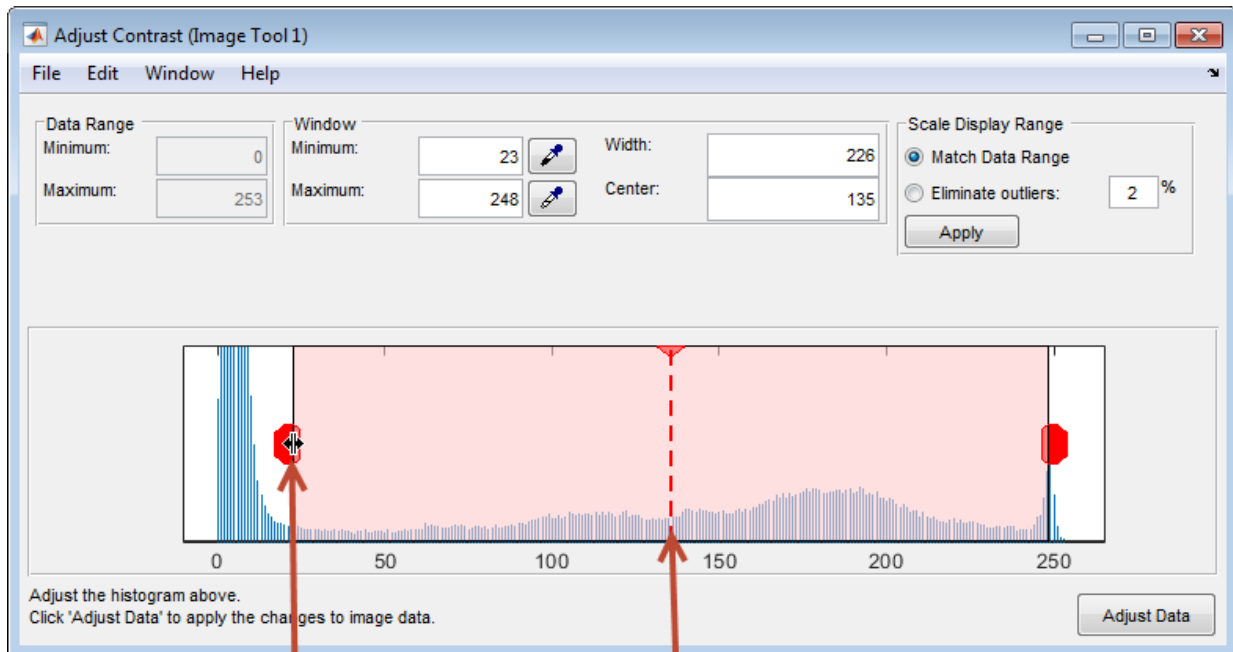 Adjust Contrast (Image Tool 1)
File Edit Window Help
Data Range
Minimum: 0
Maximum: 253
Window
Minimum: 23
Maximum: 248
Width: 226
Center: 135
Scale Display Range
Match Data Range
Eliminate outliers: 2 %
Apply
0 50 100 150 200 250
Adjust the histogram above.
Click 'Adjust Data' to apply the changes to image data.
Adjust Data